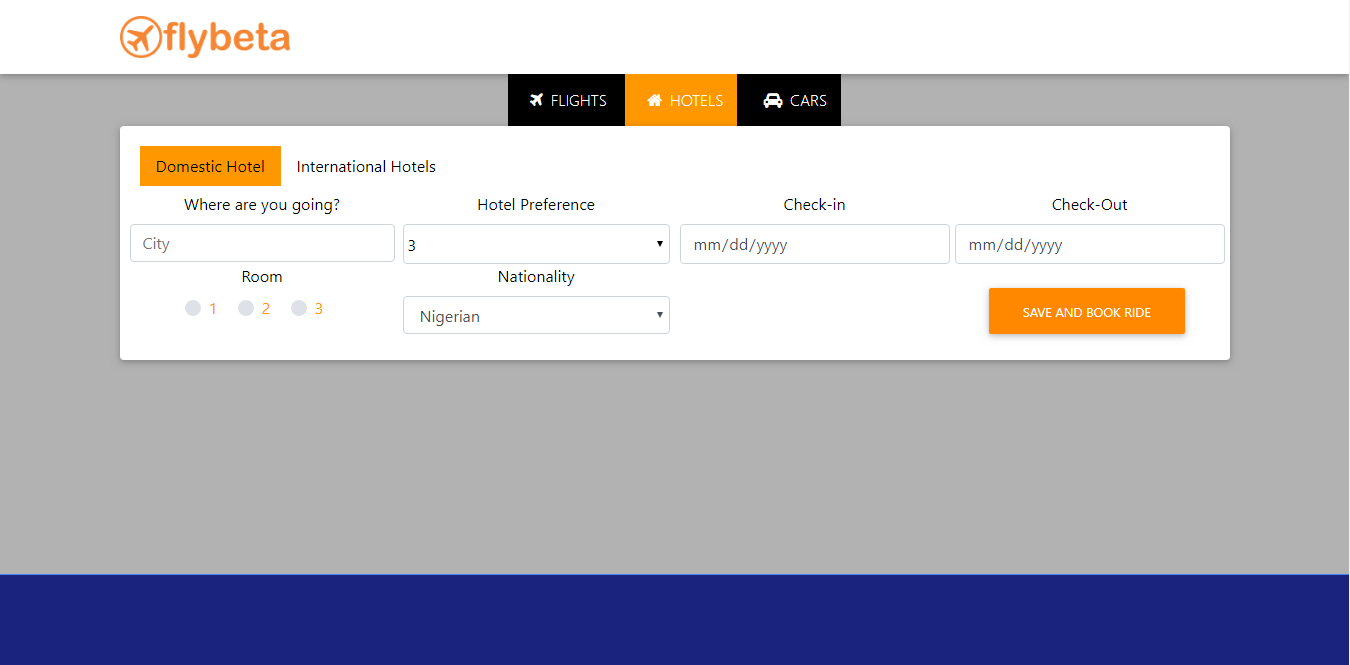 flybeta
FLIGHTS HOTELS CARS
Domestic Hotel International Hotels
Where are you going? Hotel Preference Check-in Check-Out
City 3 mm/dd/yyyy mm/dd/yyyy
Room Nationality
1 2 3 Nigerian SAVE AND BOOK RIDE